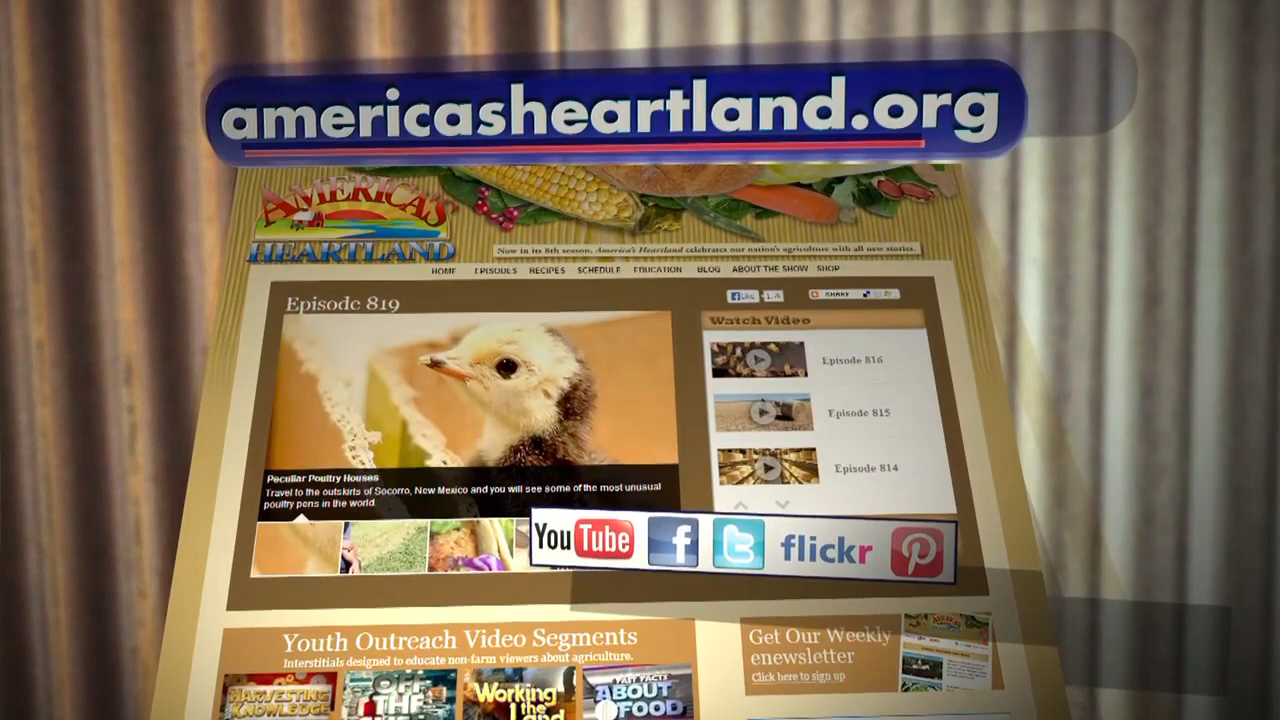 americasheartland.org
AMERICA'S
HEARTLAND
Now in its 8th season, America's Heartland celebrates our nation's agriculture with all new stories.
HOME EPISODES RECIPES SCHEDULE EDUCATION BLOG ABOUT THE SHOW SHOP
Episode 819
Like 1.7k
SHARE
Watch Video
Episode 816
Episode 815
Episode 814
Peculiar Poultry Houses
Travel to the outskirts of Socorro, New Mexico and you will see some of the most unusual
poultry pens in the world.
YouTube f t flickr P
Youth Outreach Video Segments
Interstitials designed to educate non-farm viewers about agriculture.
Get Our Weekly
enewsletter
Click here to sign up
HARVESTING
KNOWLEDGE
OFF
THE
Working
the
Land
FAST FACTS
ABOUT
FOOD